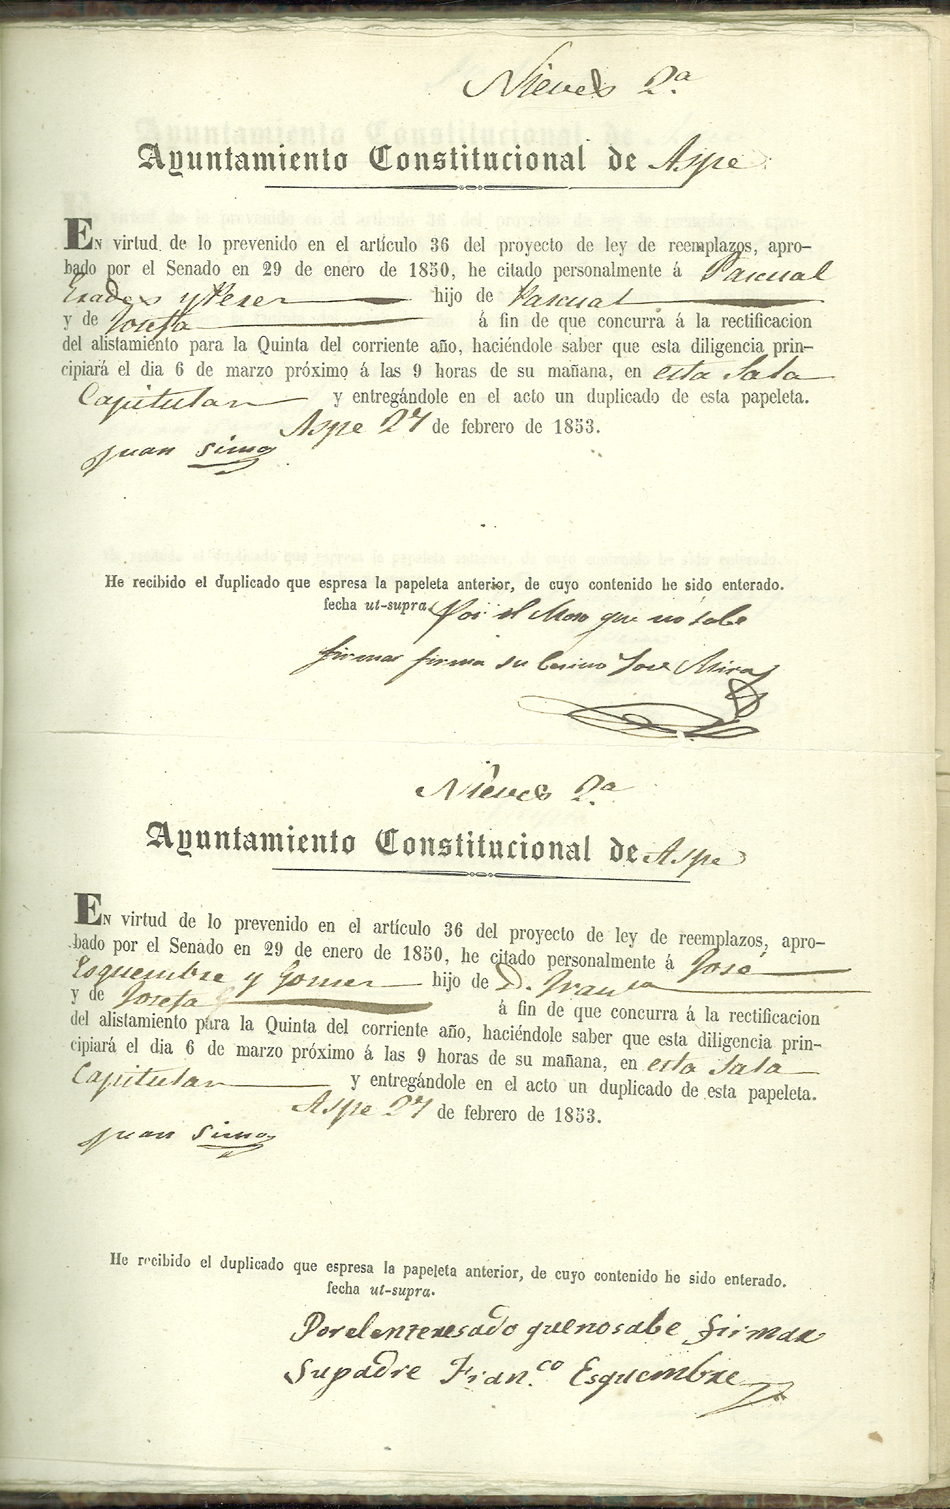 Nieves 2.ª
Ayuntamiento Constitucional de Aspe
En virtud de lo prevenido en el artículo 36 del proyecto de ley de reemplazos, apro-
bado por el Senado en 29 de enero de 1850, he citado personalmente á Pascual
hijo de Pascual
y de Josefa á fin de que concurra á la rectificacion
del alistamiento para la Quinta del corriente año, haciéndole saber que esta diligencia prin-
cipiará el dia 6 de marzo próximo á las 9 horas de su mañana, en esta Sala
Capitular y entregándole en el acto un duplicado de esta papeleta.
Aspe 27 de febrero de 1853.
Juan Simo
He recibido el duplicado que espresa la papeleta anterior, de cuyo contenido he sido enterado.
fecha ut-supra. Por el Moso que no sabe
firmar firma su Jose Mira
Nieves 2.ª
Ayuntamiento Constitucional de Aspe
En virtud de lo prevenido en el artículo 36 del proyecto de ley de reemplazos, apro-
bado por el Senado en 29 de enero de 1850, he citado personalmente á José
Esquembre y Gomez hijo de D. Fran.co
y de Josefa á fin de que concurra á la rectificacion
del alistamiento para la Quinta del corriente año, haciéndole saber que esta diligencia prin-
cipiará el dia 6 de marzo próximo á las 9 horas de su mañana, en esta Sala
Capitular y entregándole en el acto un duplicado de esta papeleta.
Aspe 27 de febrero de 1853.
Juan Simo
He recibido el duplicado que espresa la papeleta anterior, de cuyo contenido he sido enterado.
fecha ut-supra.
Por el enteresado que no sabe firmar
Su padre Fran.co Esquembre